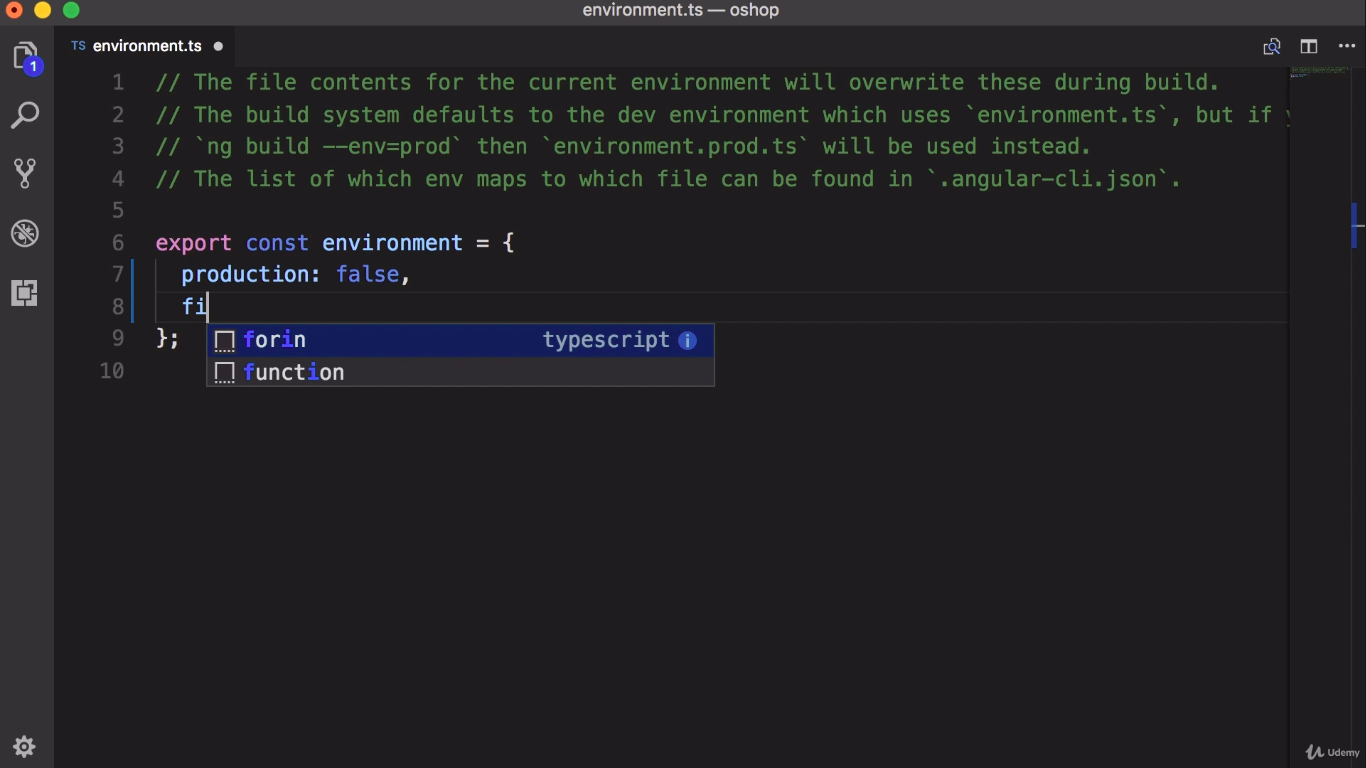 environment.ts — oshop
TS environment.ts
1
1 // The file contents for the current environment will overwrite these during build.
2 // The build system defaults to the dev environment which uses `environment.ts`, but if
3 // `ng build --env=prod` then `environment.prod.ts` will be used instead.
4 // The list of which env maps to which file can be found in `.angular-cli.json`.
5
6 export const environment = {
7 production: false,
8 fi
forin typescript i
9 };
function
10
Udemy